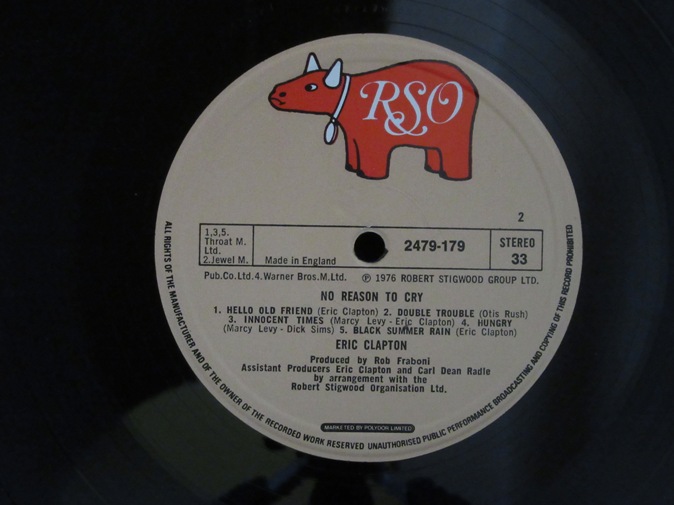 RSO
2
1,3,5.
Throat M.
Ltd.
2.Jewel M.
Made in England
2479-179
STEREO
33
Pub.Co.Ltd.4.Warner Bros.M.Ltd. ℗ 1976 ROBERT STIGWOOD GROUP LTD.
NO REASON TO CRY
1. HELLO OLD FRIEND (Eric Clapton) 2. DOUBLE TROUBLE (Otis Rush)
3. INNOCENT TIMES (Marcy Levy - Eric Clapton) 4. HUNGRY
(Marcy Levy - Dick Sims) 5. BLACK SUMMER RAIN (Eric Clapton)
ERIC CLAPTON
Produced by Rob Fraboni
Assistant Producers Eric Clapton and Carl Dean Radle
by arrangement with the
Robert Stigwood Organisation Ltd.
MARKETED BY POLYDOR LIMITED
ALL RIGHTS OF THE MANUFACTURER AND OF THE OWNER OF THE RECORDED WORK RESERVED UNAUTHORISED PUBLIC PERFORMANCE BROADCASTING AND COPYING OF THIS RECORD PROHIBITED